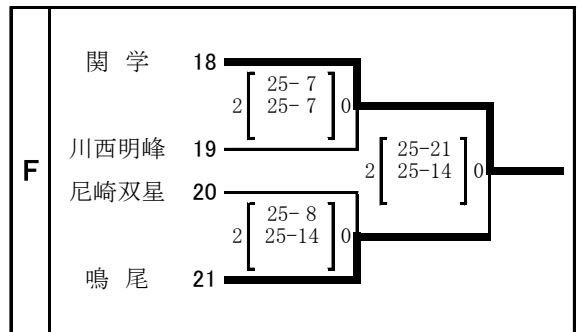 F
関 学 18
2 25- 7 0
25- 7
川西明峰 19
2 25-21 0
25-14
尼崎双星 20
2 25- 8 0
25-14
鳴 尾 21